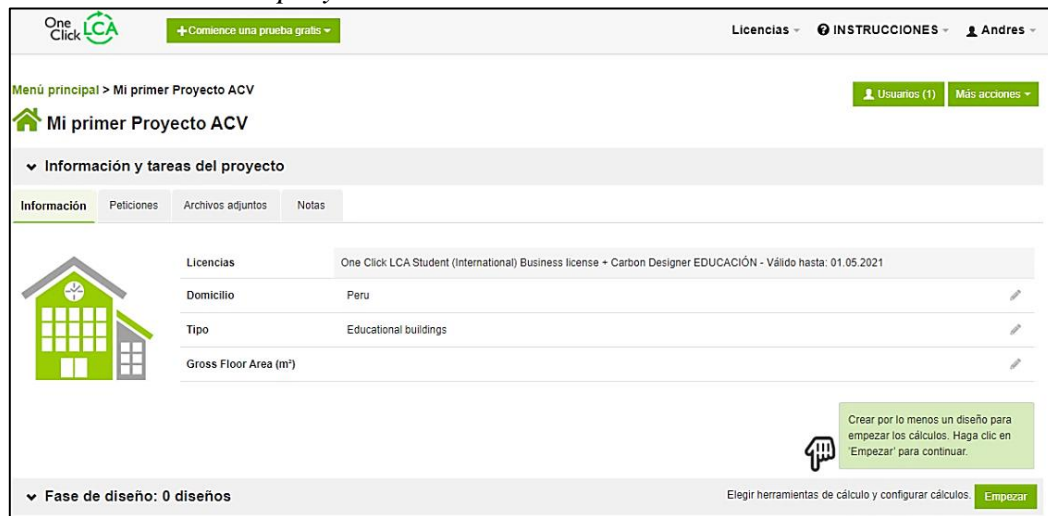 One
Click LCA
Comience una prueba gratis
Licencias
INSTRUCCIONES
Andres
Menú principal > Mi primer Proyecto ACV
Usuarios (1)
Más acciones
Mi primer Proyecto ACV
Información y tareas del proyecto
Información
Peticiones
Archivos adjuntos
Notas
Licencias One Click LCA Student (International) Business license + Carbon Designer EDUCACIÓN - Válido hasta: 01.05.2021
Domicilio Peru
Tipo Educational buildings
Gross Floor Area (m²)
Crear por lo menos un diseño para
empezar los cálculos. Haga clic en
'Empezar' para continuar.
Fase de diseño: 0 diseños
Elegir herramientas de cálculo y configurar cálculos.
Empezar